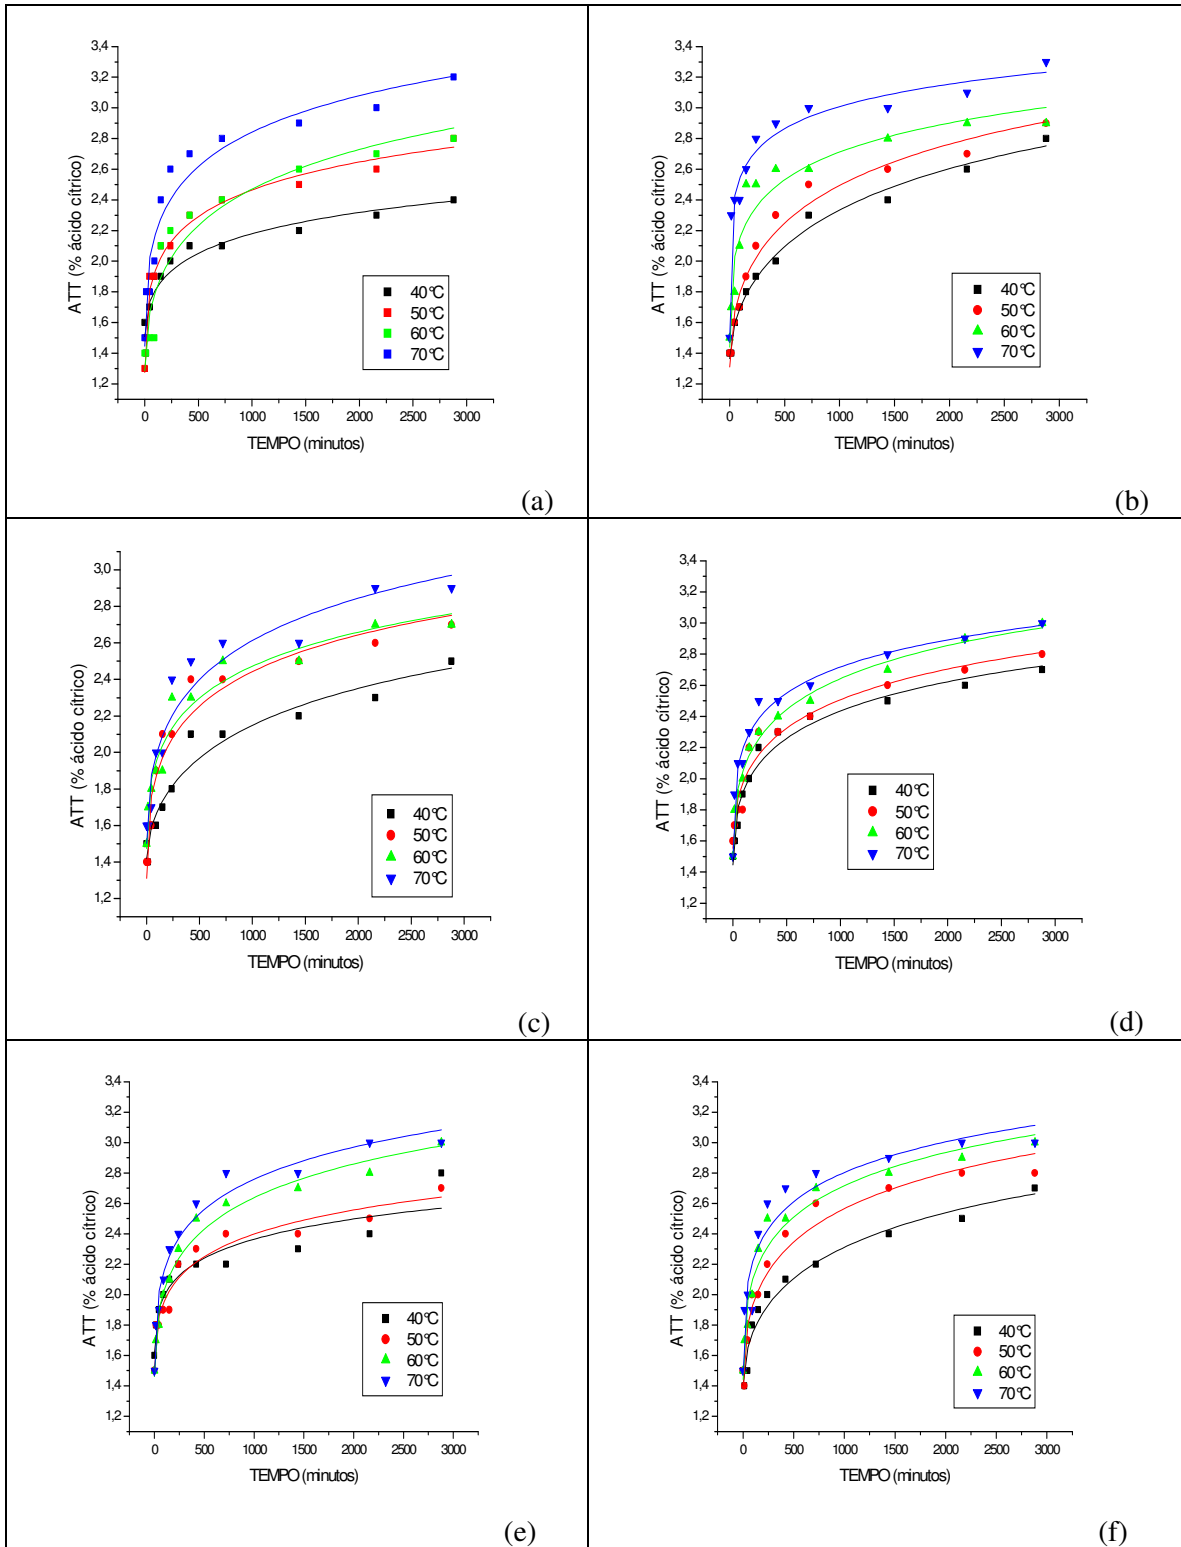 3,4
3,2
3,0
2,8
2,6
2,4
2,2
2,0
1,8
1,6
1,4
1,2
ATT (% ácido cítrico)
40°C
50°C
60°C
70°C
0 500 1000 1500 2000 2500 3000
TEMPO (minutos)
(a)
3,4
3,2
3,0
2,8
2,6
2,4
2,2
2,0
1,8
1,6
1,4
1,2
ATT (% ácido cítrico)
40°C
50°C
60°C
70°C
0 500 1000 1500 2000 2500 3000
TEMPO (minutos)
(b)
3,0
2,8
2,6
2,4
2,2
2,0
1,8
1,6
1,4
1,2
ATT (% ácido cítrico)
40°C
50°C
60°C
70°C
0 500 1000 1500 2000 2500 3000
TEMPO (minutos)
(c)
3,4
3,2
3,0
2,8
2,6
2,4
2,2
2,0
1,8
1,6
1,4
1,2
ATT (% ácido cítrico)
40°C
50°C
60°C
70°C
0 500 1000 1500 2000 2500 3000
TEMPO (minutos)
(d)
3,4
3,2
3,0
2,8
2,6
2,4
2,2
2,0
1,8
1,6
1,4
1,2
ATT (% ácido cítrico)
40°C
50°C
60°C
70°C
0 500 1000 1500 2000 2500 3000
TEMPO (minutos)
(e)
3,4
3,2
3,0
2,8
2,6
2,4
2,2
2,0
1,8
1,6
1,4
1,2
ATT (% ácido cítrico)
40°C
50°C
60°C
70°C
0 500 1000 1500 2000 2500 3000
TEMPO (minutos)
(f)